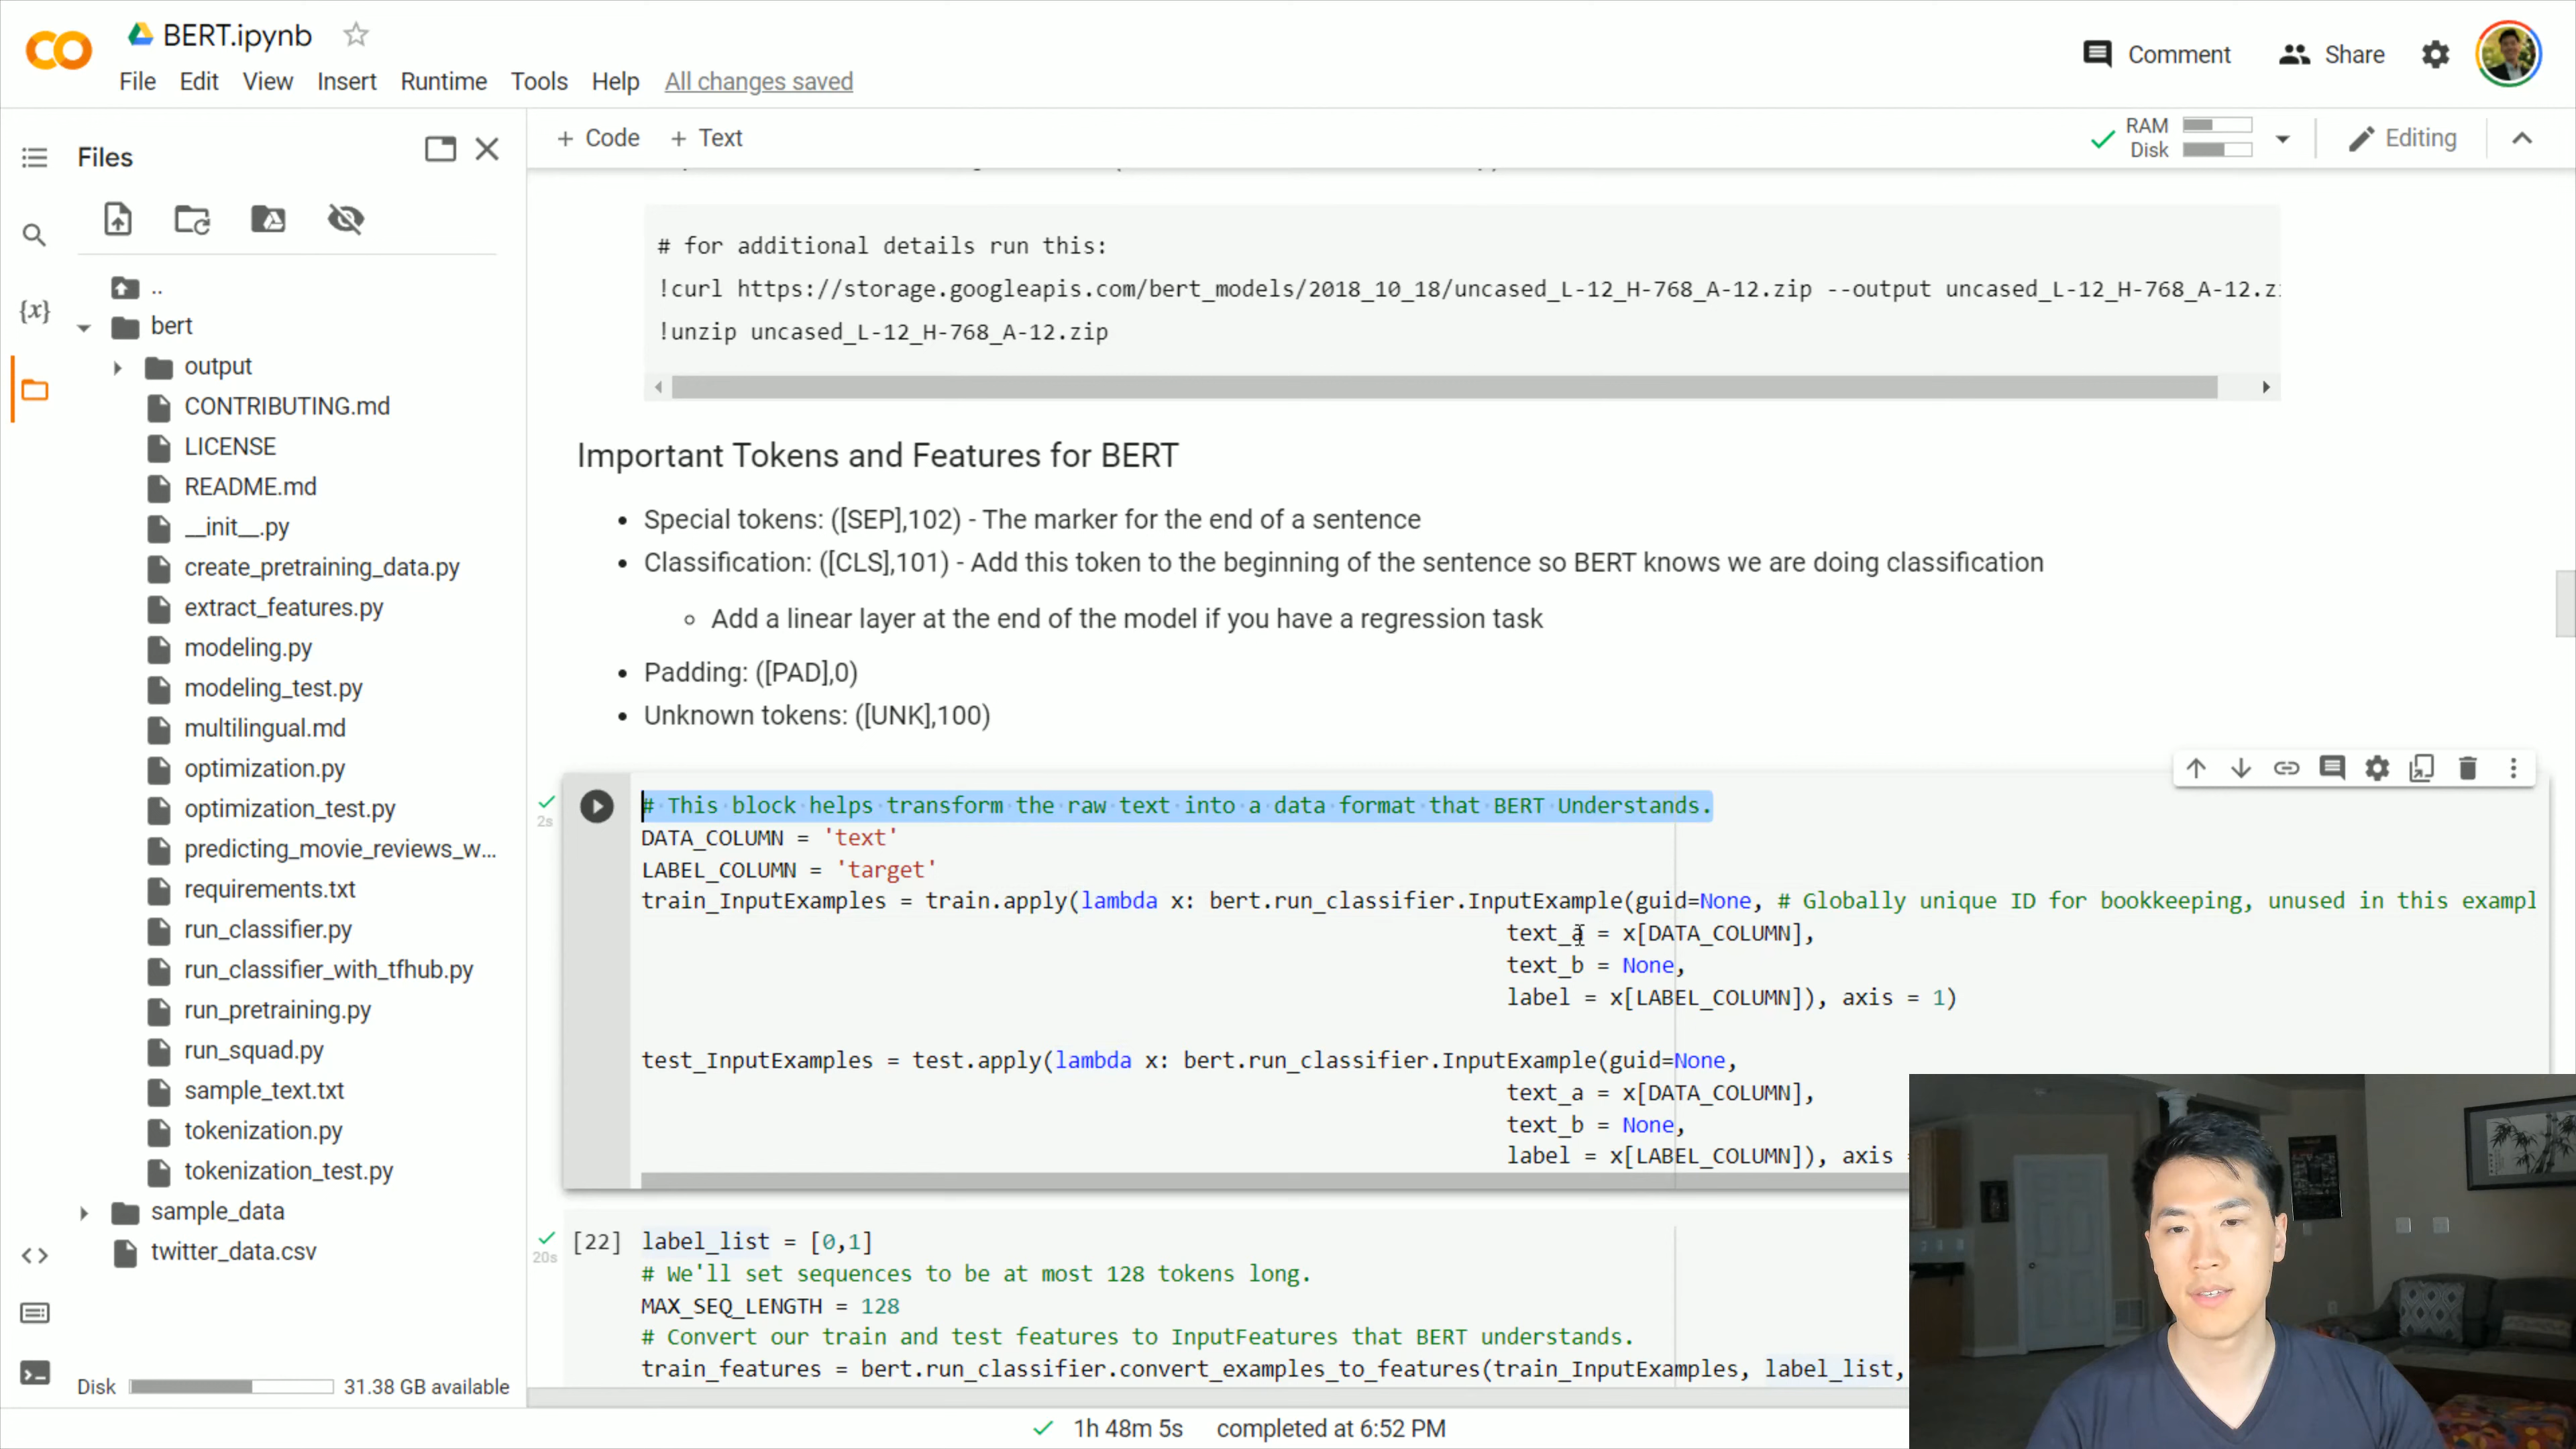 BERT.ipynb
File Edit View Insert Runtime Tools Help All changes saved
Comment Share
Files
+ Code + Text
RAM
Disk
Editing
..
bert
output
CONTRIBUTING.md
LICENSE
README.md
__init__.py
create_pretraining_data.py
extract_features.py
modeling.py
modeling_test.py
multilingual.md
optimization.py
optimization_test.py
predicting_movie_reviews_w...
requirements.txt
run_classifier.py
run_classifier_with_tfhub.py
run_pretraining.py
run_squad.py
sample_text.txt
tokenization.py
tokenization_test.py
sample_data
twitter_data.csv
Disk 31.38 GB available
# for additional details run this:
!curl https://storage.googleapis.com/bert_models/2018_10_18/uncased_L-12_H-768_A-12.zip --output uncased_L-12_H-768_A-12.z
!unzip uncased_L-12_H-768_A-12.zip
Important Tokens and Features for BERT
• Special tokens: ([SEP],102) - The marker for the end of a sentence
• Classification: ([CLS],101) - Add this token to the beginning of the sentence so BERT knows we are doing classification
◦ Add a linear layer at the end of the model if you have a regression task
• Padding: ([PAD],0)
• Unknown tokens: ([UNK],100)
2s
# This block helps transform the raw text into a data format that BERT Understands.
DATA_COLUMN = 'text'
LABEL_COLUMN = 'target'
train_InputExamples = train.apply(lambda x: bert.run_classifier.InputExample(guid=None, # Globally unique ID for bookkeeping, unused in this exampl
text_a = x[DATA_COLUMN],
text_b = None,
label = x[LABEL_COLUMN]), axis = 1)
test_InputExamples = test.apply(lambda x: bert.run_classifier.InputExample(guid=None,
text_a = x[DATA_COLUMN],
text_b = None,
label = x[LABEL_COLUMN]), axis
20s
[22] label_list = [0,1]
# We'll set sequences to be at most 128 tokens long.
MAX_SEQ_LENGTH = 128
# Convert our train and test features to InputFeatures that BERT understands.
train_features = bert.run_classifier.convert_examples_to_features(train_InputExamples, label_list,
1h 48m 5s completed at 6:52 PM